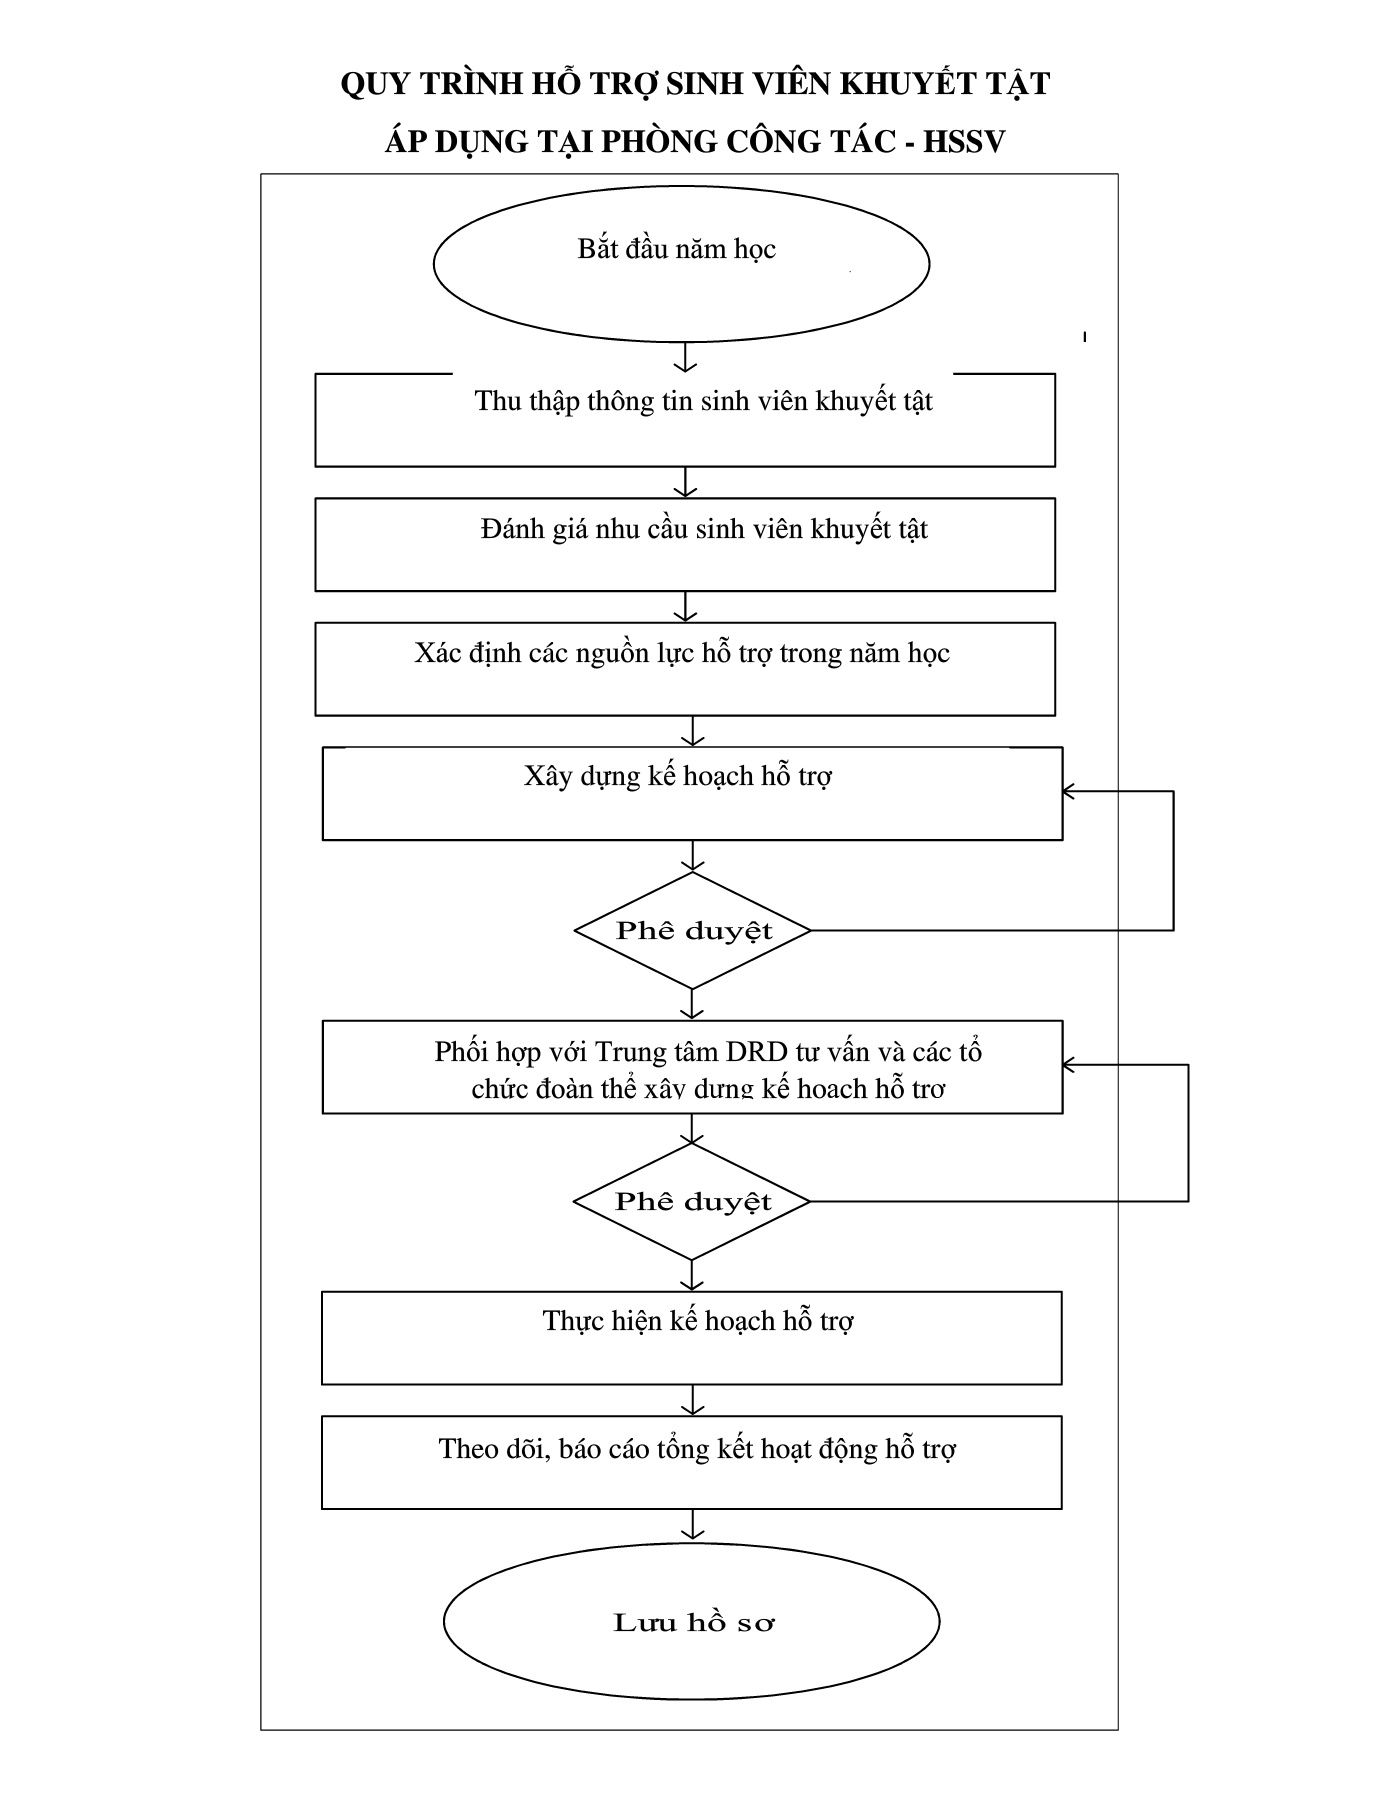 QUY TRÌNH HỖ TRỢ SINH VIÊN KHUYẾT TẬT
ÁP DỤNG TẠI PHÒNG CÔNG TÁC - HSSV
Bắt đầu năm học
Thu thập thông tin sinh viên khuyết tật
Đánh giá nhu cầu sinh viên khuyết tật
Xác định các nguồn lực hỗ trợ trong năm học
Xây dựng kế hoạch hỗ trợ
Phê duyệt
Phối hợp với Trung tâm DRD tư vấn và các tổ
chức đoàn thể xây dựng kế hoạch hỗ trợ
Phê duyệt
Thực hiện kế hoạch hỗ trợ
Theo dõi, báo cáo tổng kết hoạt động hỗ trợ
Lưu hồ sơ